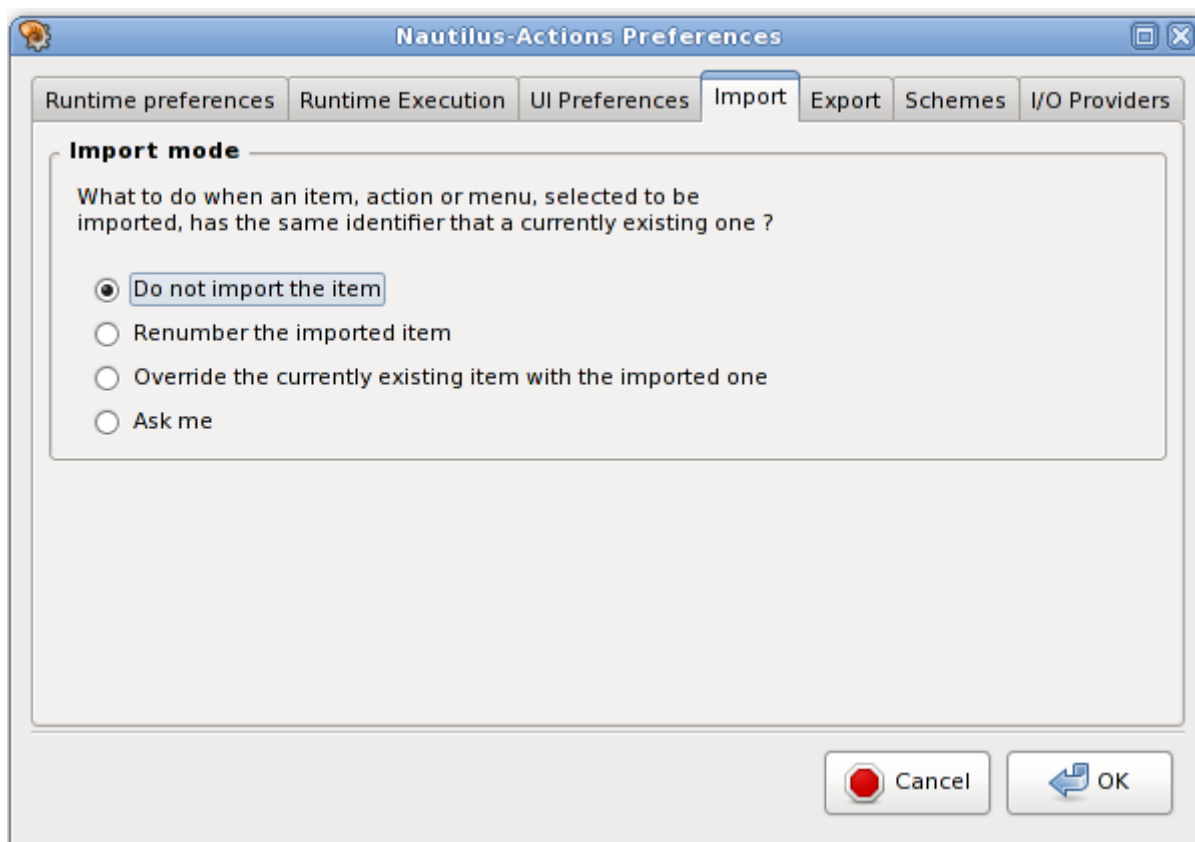 Nautilus-Actions Preferences
Runtime preferences Runtime Execution UI Preferences Import Export Schemes I/O Providers
Import mode
What to do when an item, action or menu, selected to be
imported, has the same identifier that a currently existing one ?
Do not import the item
Renumber the imported item
Override the currently existing item with the imported one
Ask me
Cancel OK